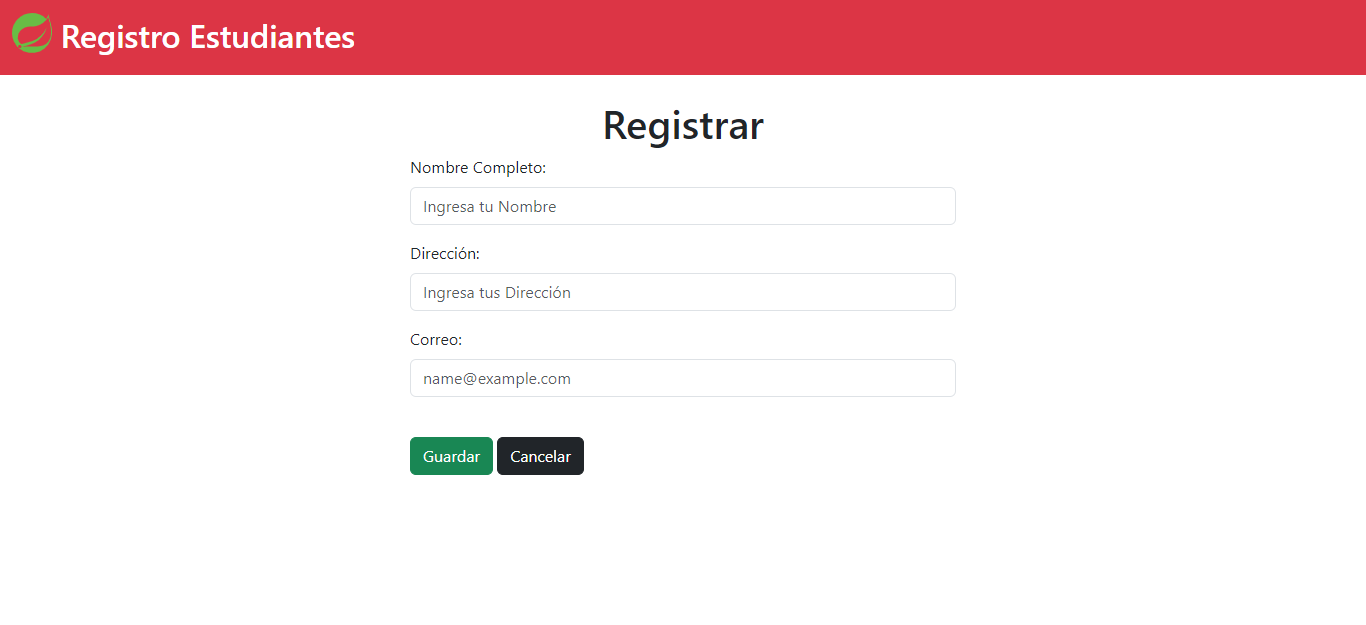 Registro Estudiantes
Registrar
Nombre Completo:
Ingresa tu Nombre
Dirección:
Ingresa tus Dirección
Correo:
name@example.com
Guardar Cancelar